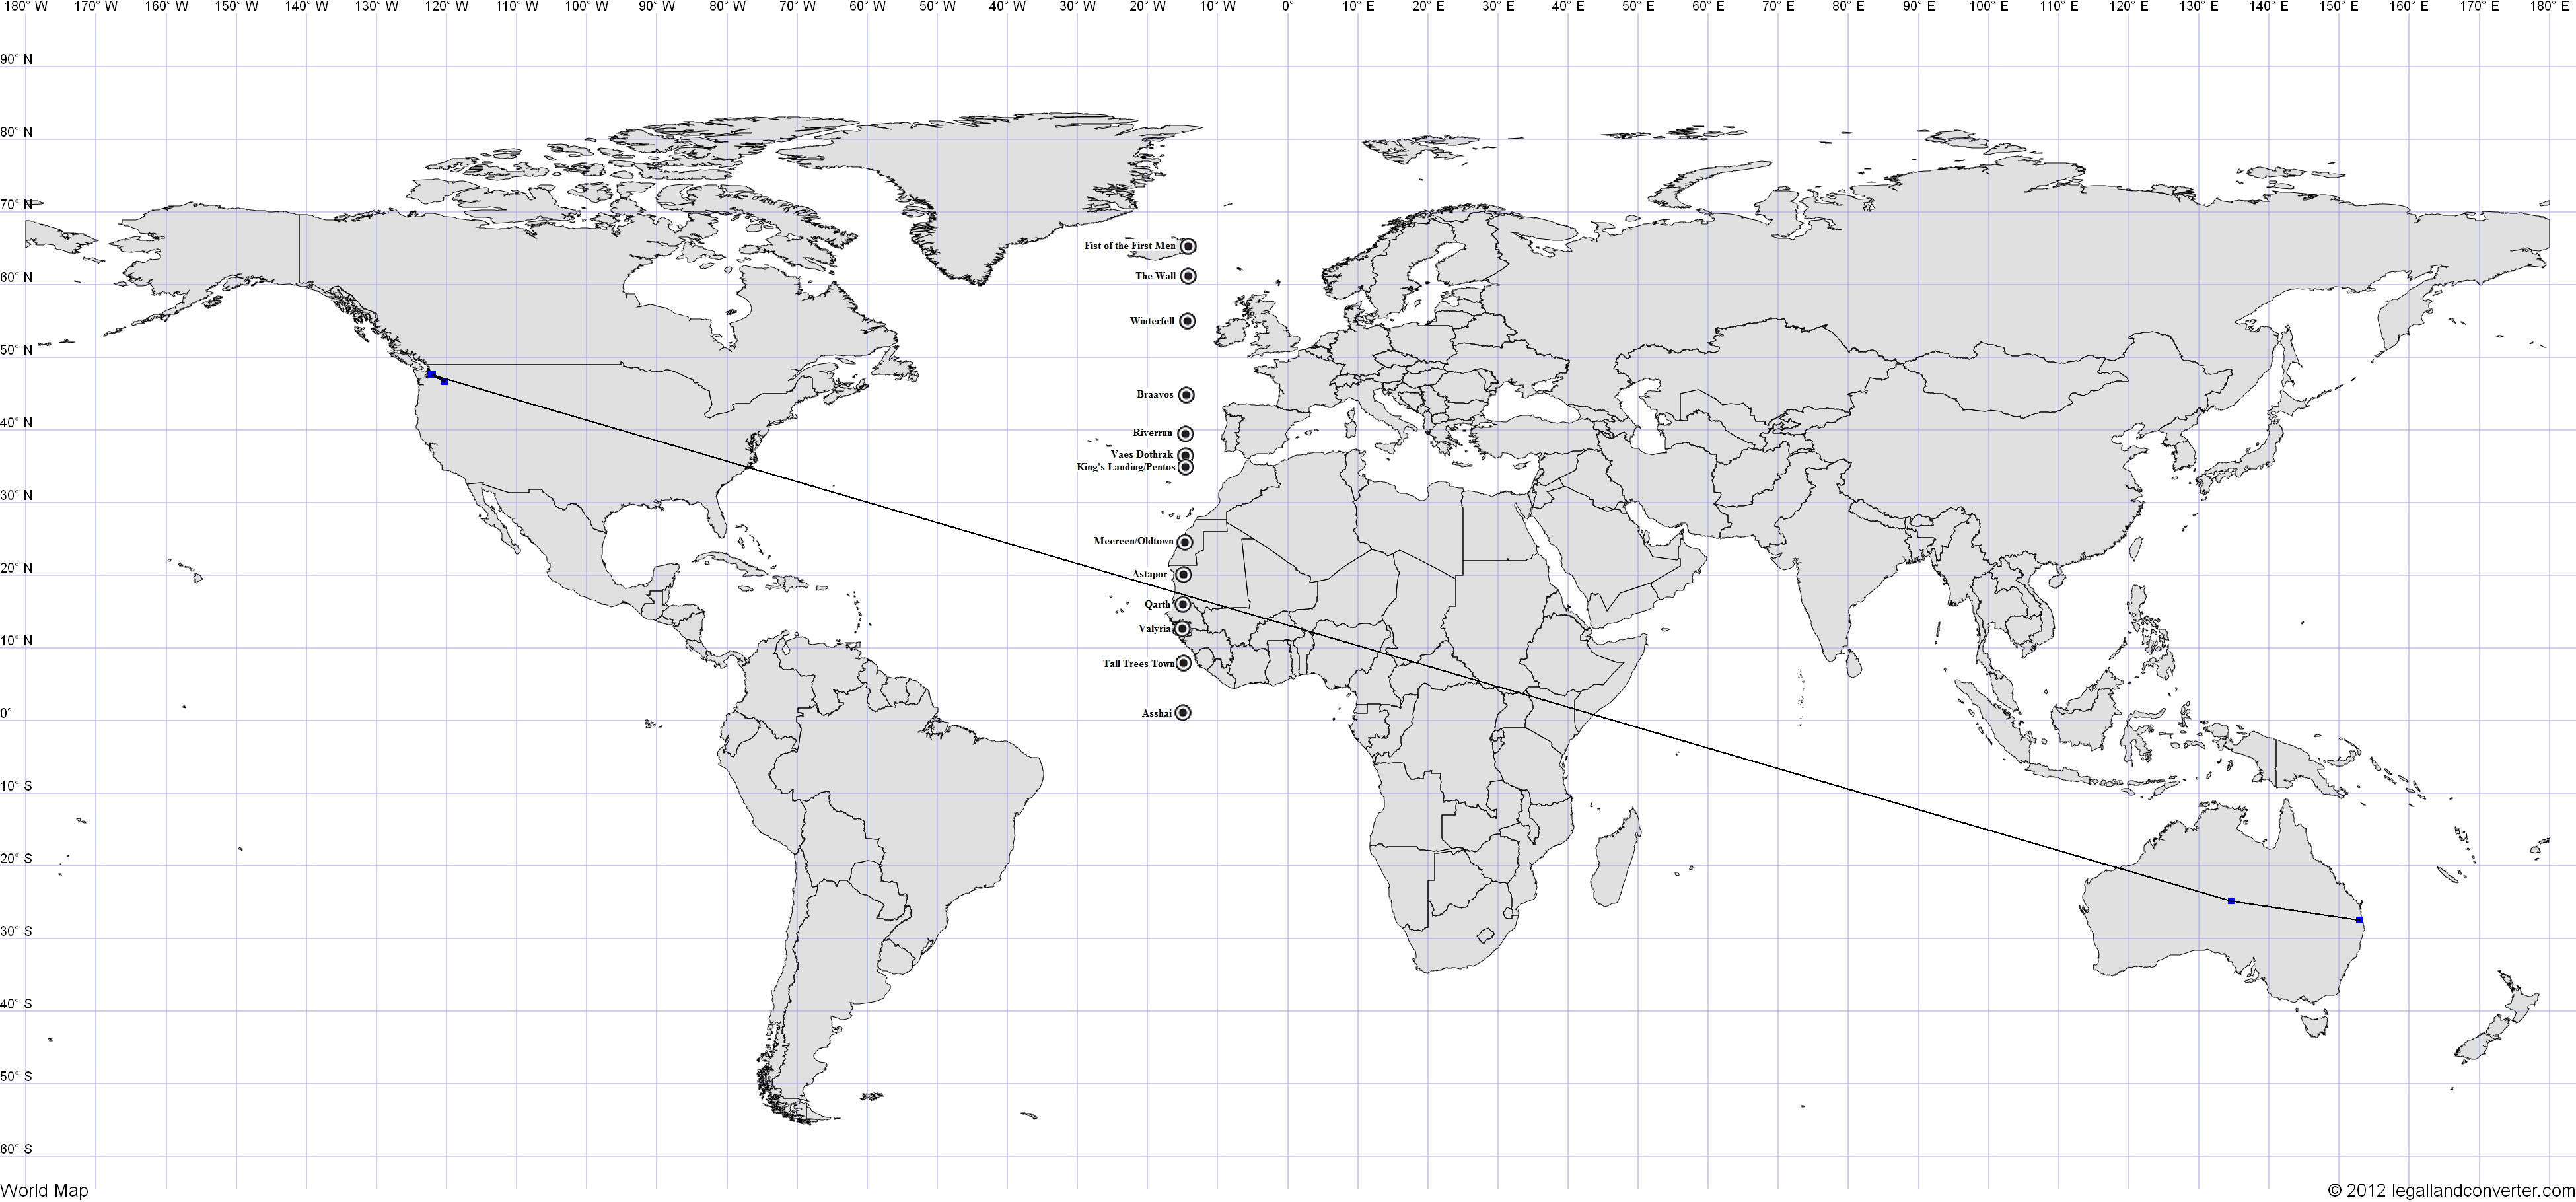 180° W 170° W 160° W 150° W 140° W 130° W 120° W 110° W 100° W 90° W 80° W 70° W 60° W 50° W 40° W 30° W 20° W 10° W 0° 10° E 20° E 30° E 40° E 50° E 60° E 70° E 80° E 90° E 100° E 110° E 120° E 130° E 140° E 150° E 160° E 170° E 180° E
90° N
80° N
70° N
Fist of the First Men
The Wall
60° N
Winterfell
50° N
Braavos
40° N
Riverrun
Vaes Dothrak
King's Landing/Pentos
30° N
Meereen/Oldtown
20° N
Astapor
Qarth
Valyria
10° N
Tall Trees Town
Asshai
0°
10° S
20° S
30° S
40° S
50° S
60° S
World Map
© 2012 legallandconverter.com